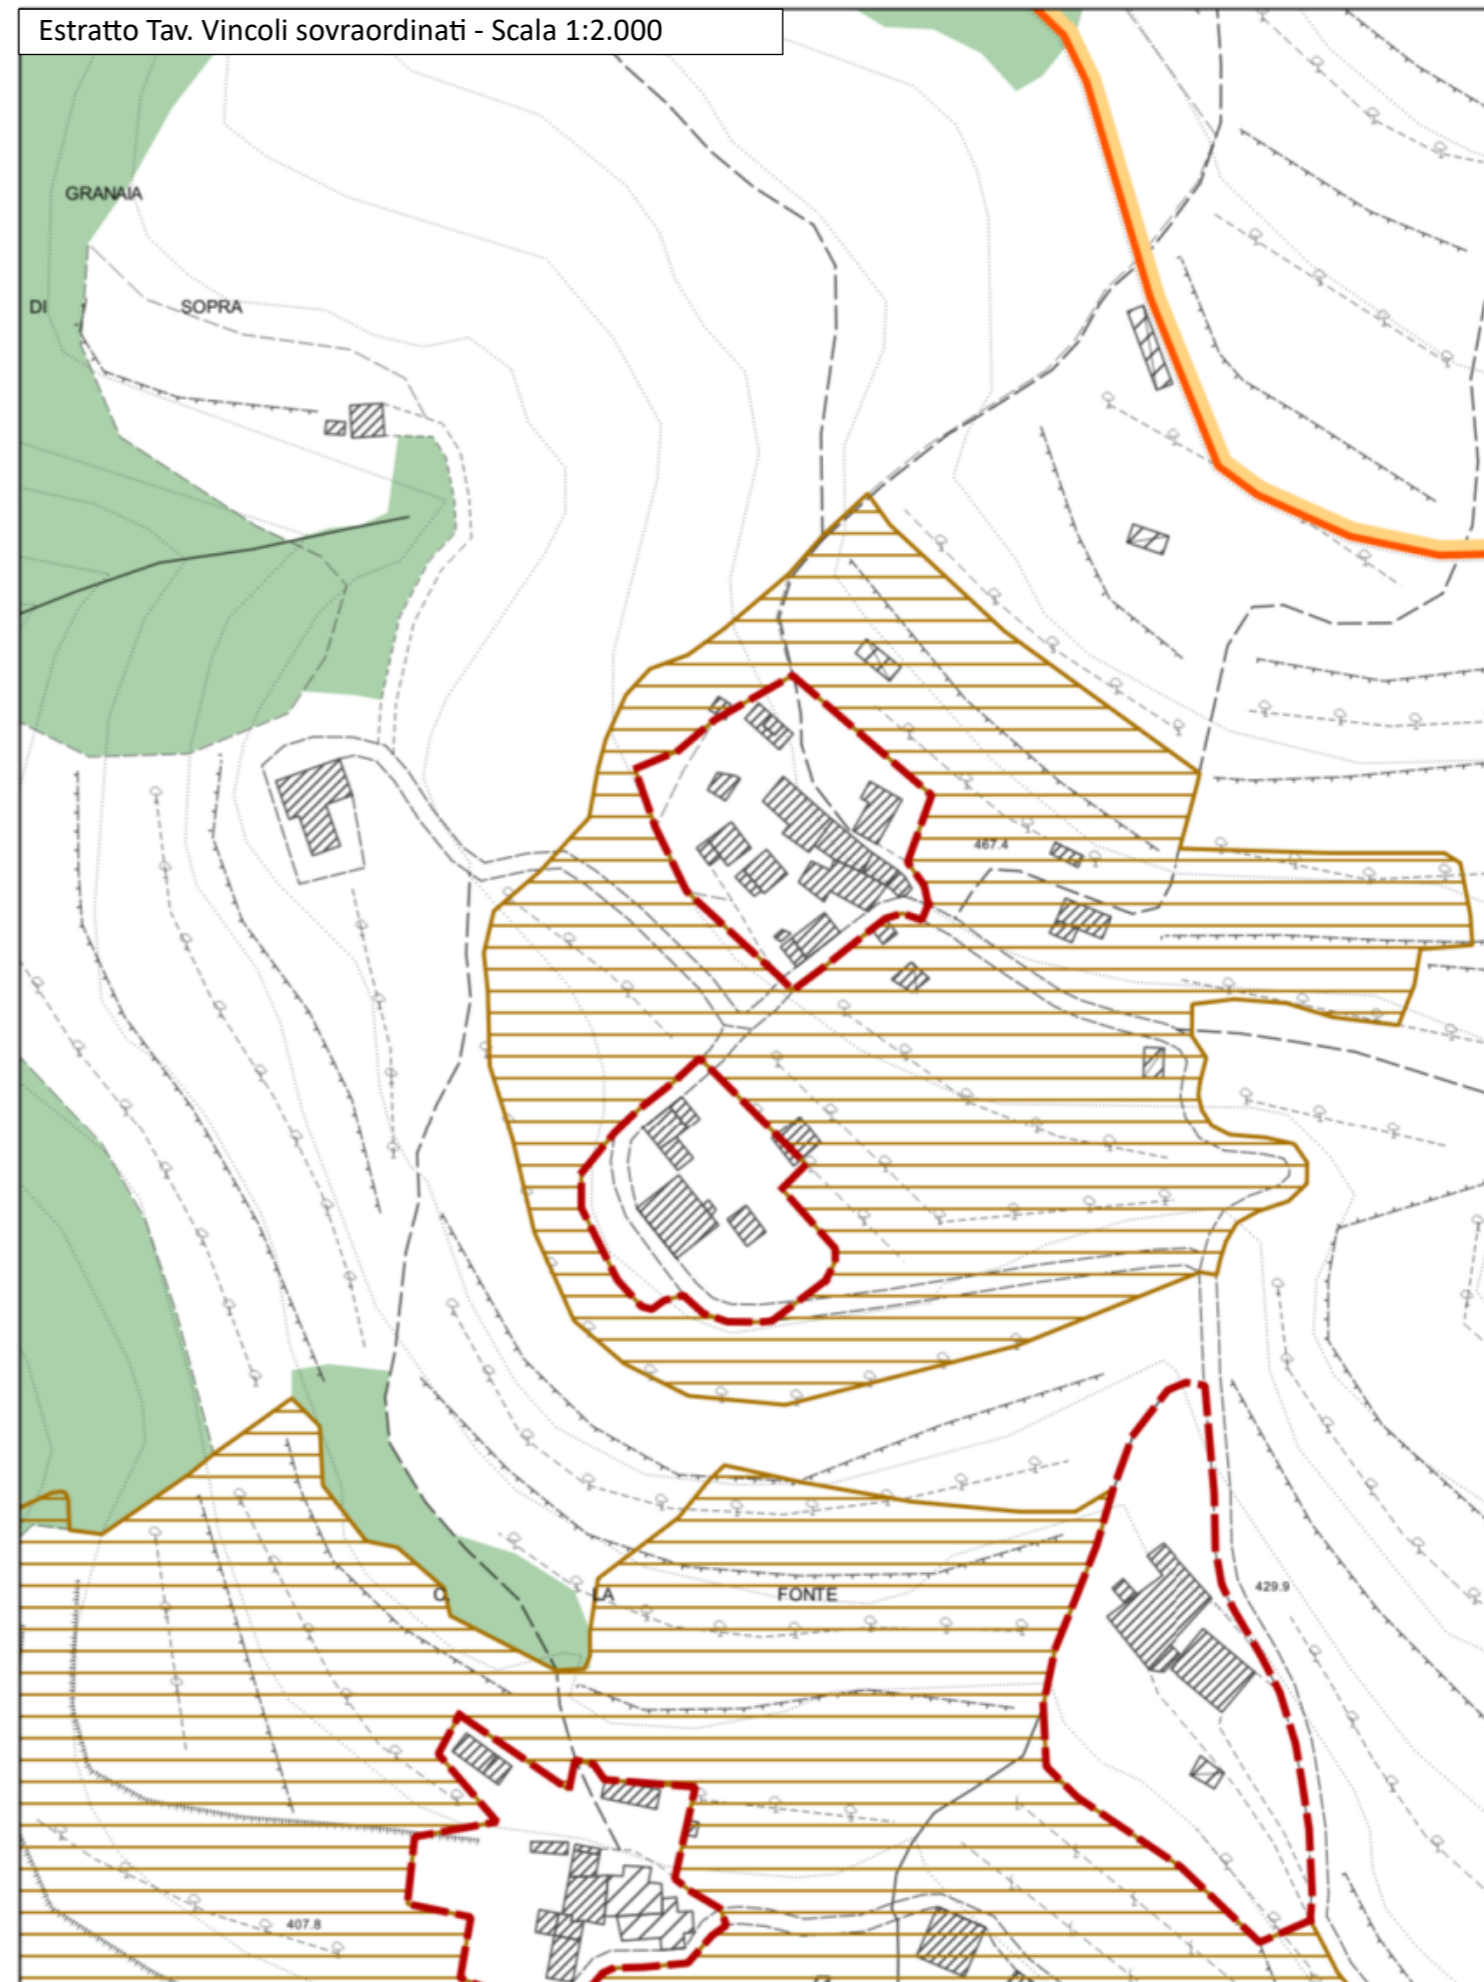 Estratto Tav. Vincoli sovraordinati - Scala 1:2.000
GRANAIA
DI SOPRA
467.4
429.9
C. LA FONTE
407.8